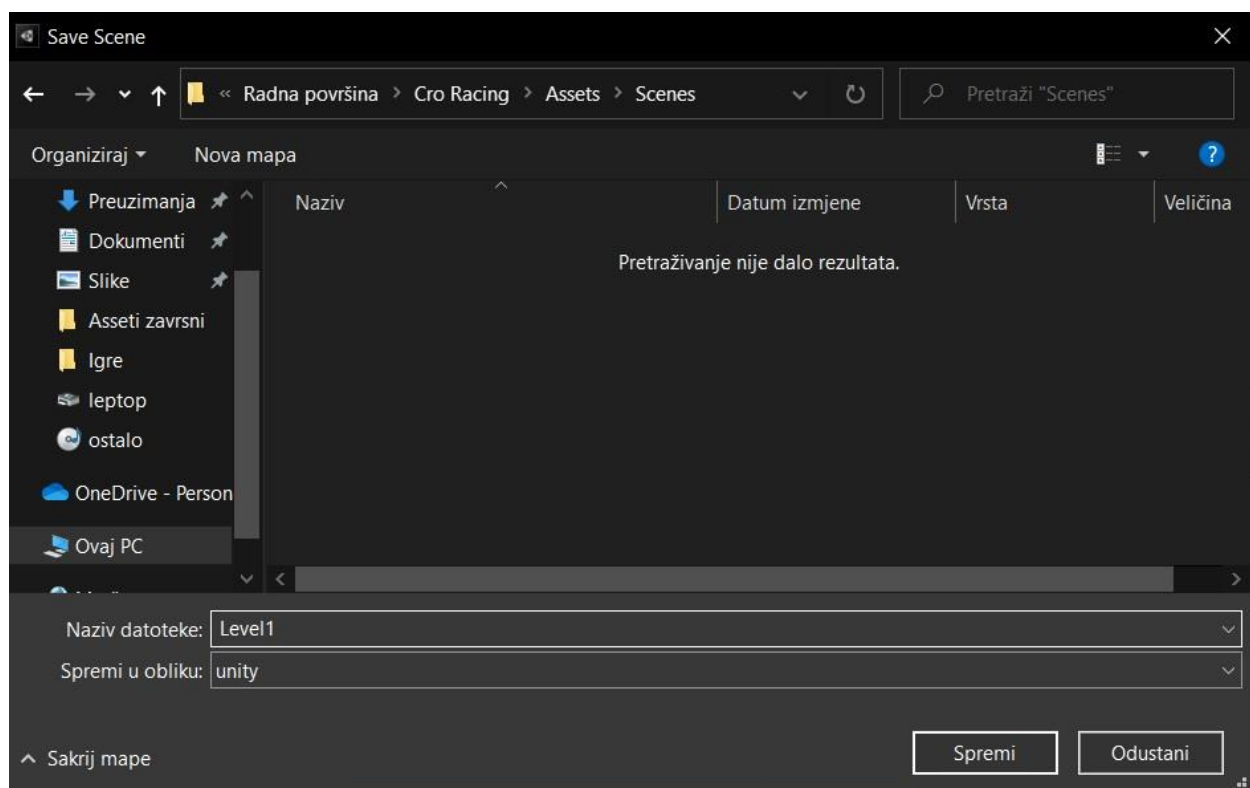 Save Scene
« Radna površina > Cro Racing > Assets > Scenes
Pretraži "Scenes"
Organiziraj
Nova mapa
?
Preuzimanja
Dokumenti
Slike
Asseti zavrsni
Igre
leptop
ostalo
OneDrive - Person
Ovaj PC
Naziv
Datum izmjene
Vrsta
Veličina
Pretraživanje nije dalo rezultata.
Naziv datoteke: Level1
Spremi u obliku: unity
Sakrij mape
Spremi
Odustani